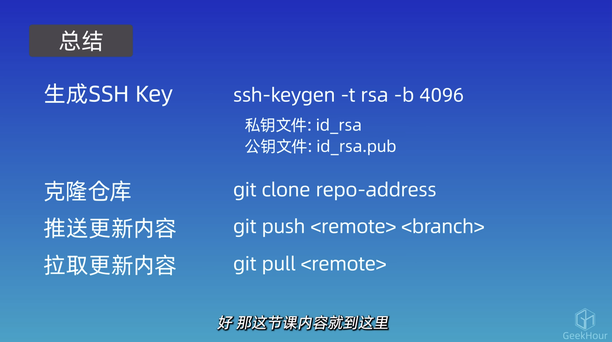 总结
生成SSH Key ssh-keygen -t rsa -b 4096
私钥文件: id_rsa
公钥文件: id_rsa.pub
克隆仓库 git clone repo-address
推送更新内容 git push <remote> <branch>
拉取更新内容 git pull <remote>
好 那这节课内容就到这里
GeekHour